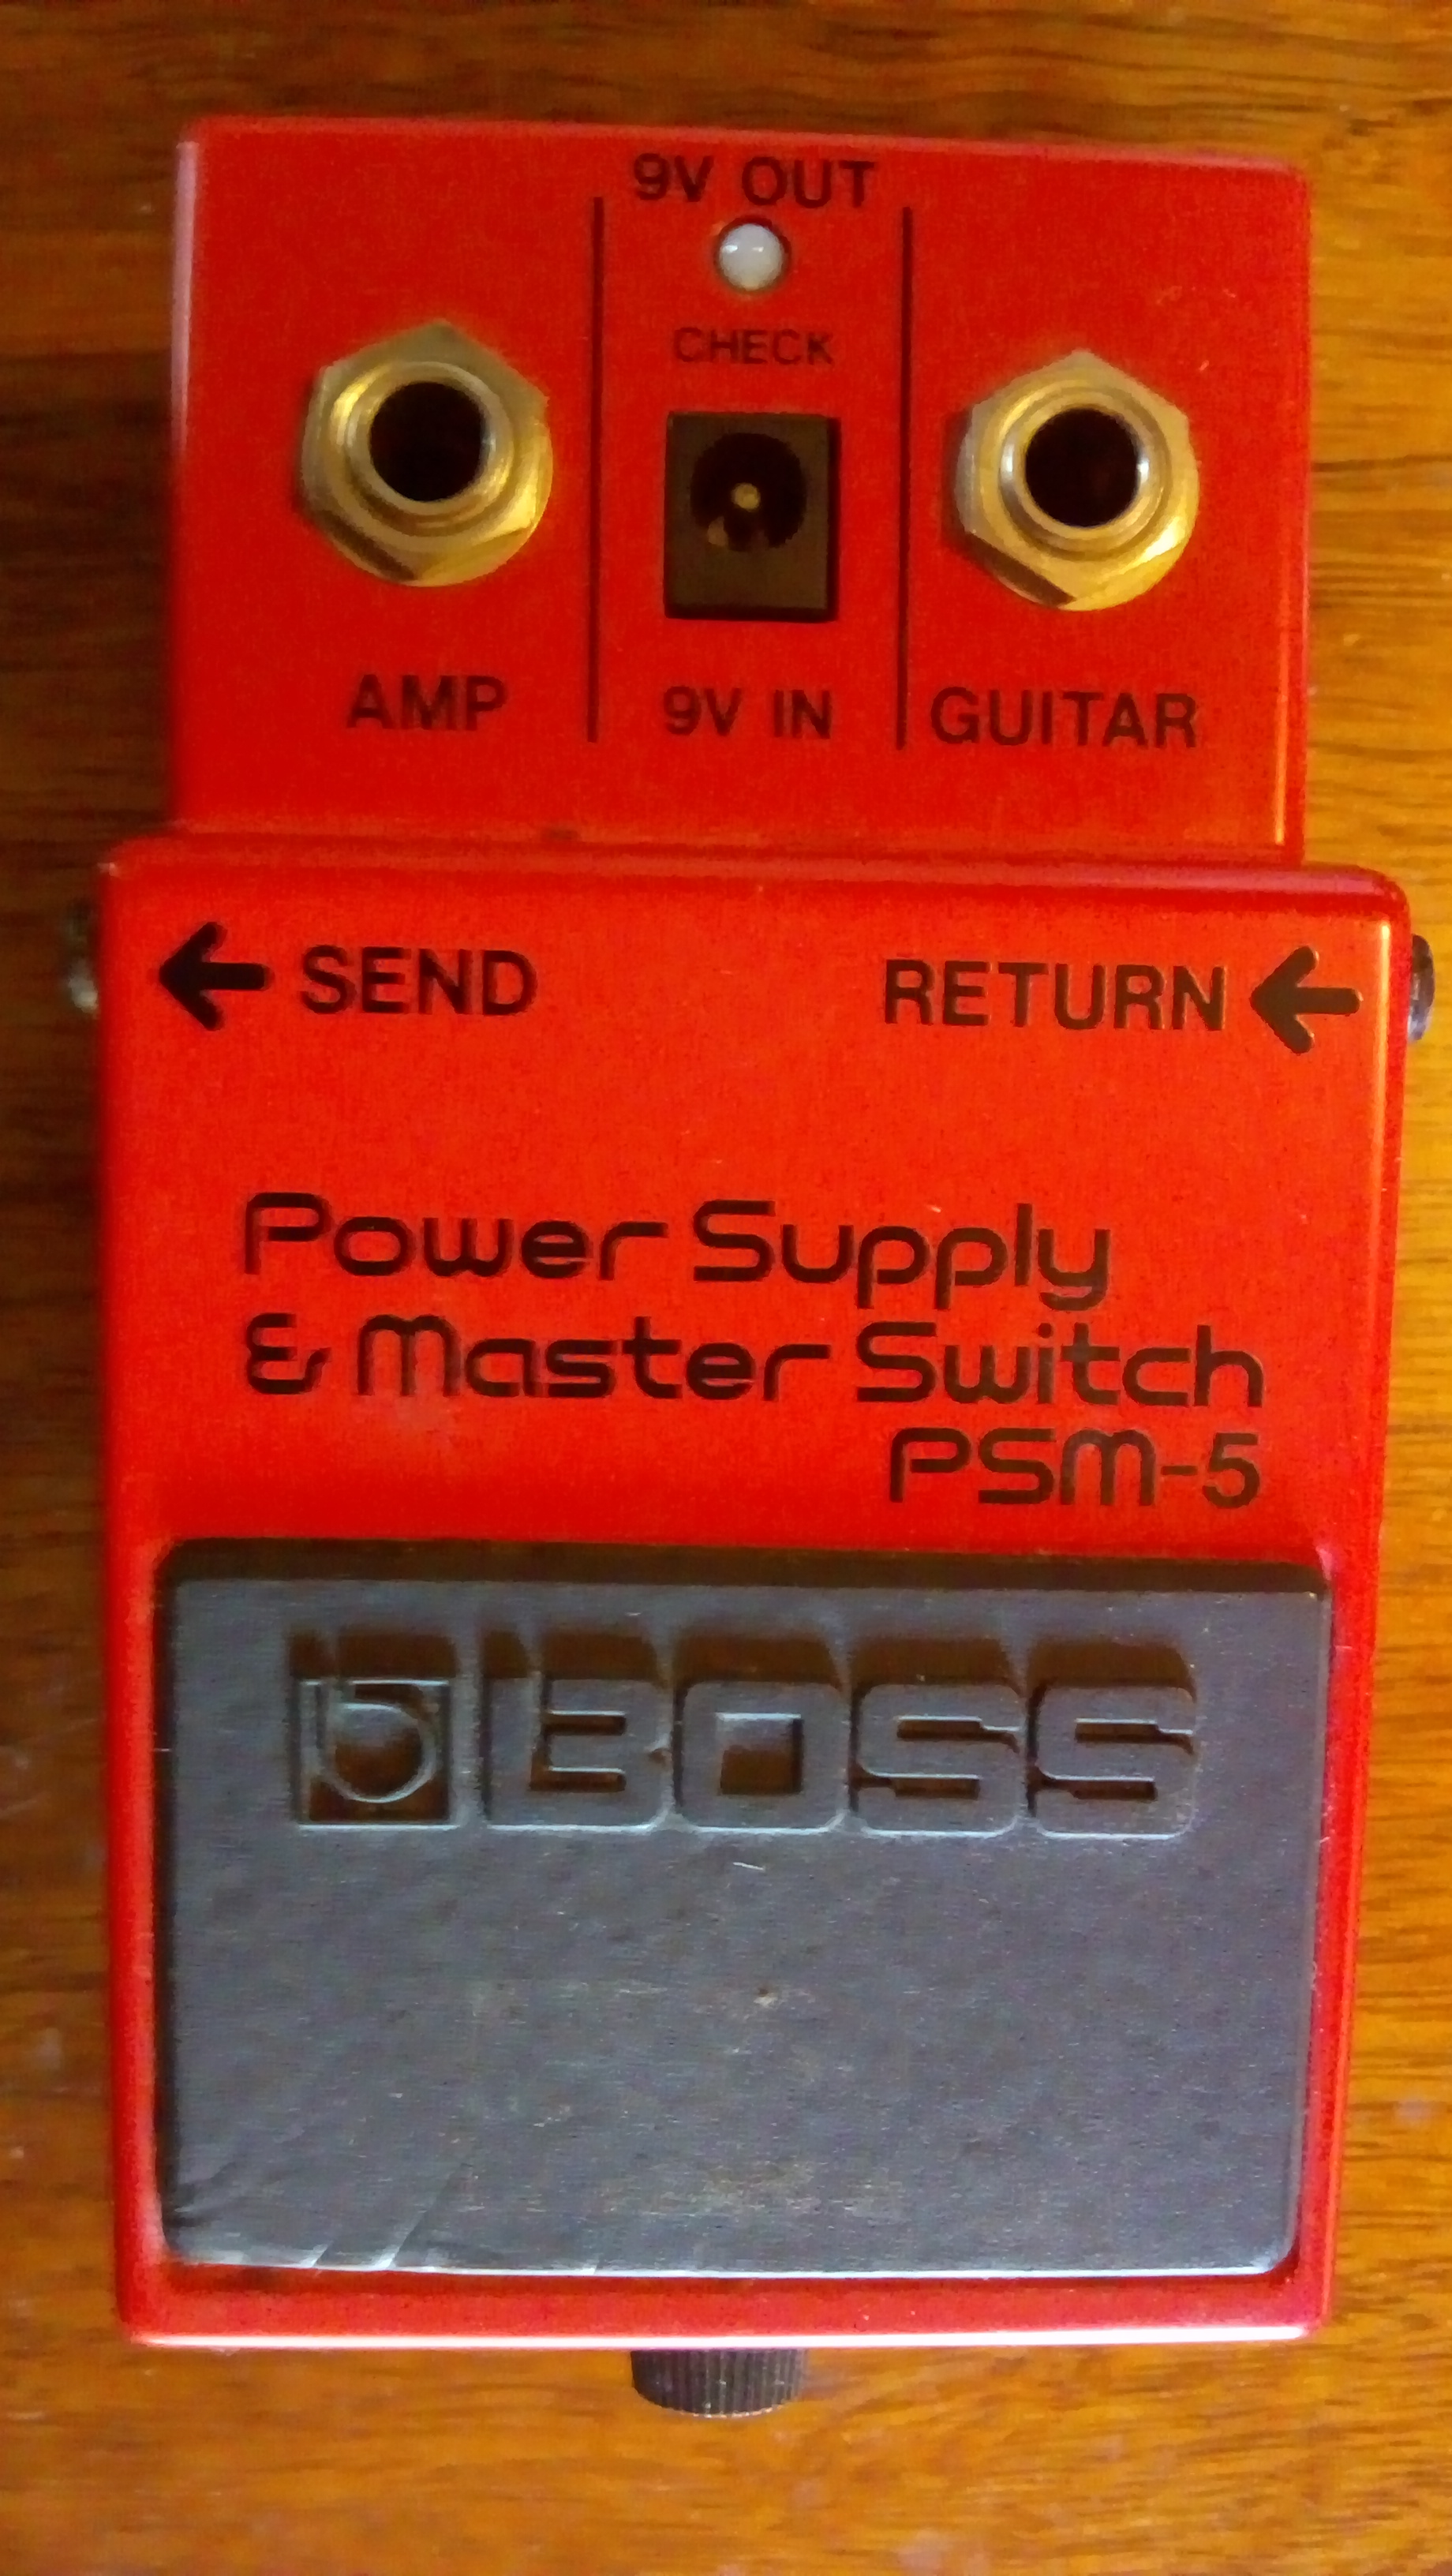 9V OUT
CHECK
AMP
9V IN
GUITAR
← SEND
RETURN ←
Power Supply
& Master Switch
PSM-5
BOSS